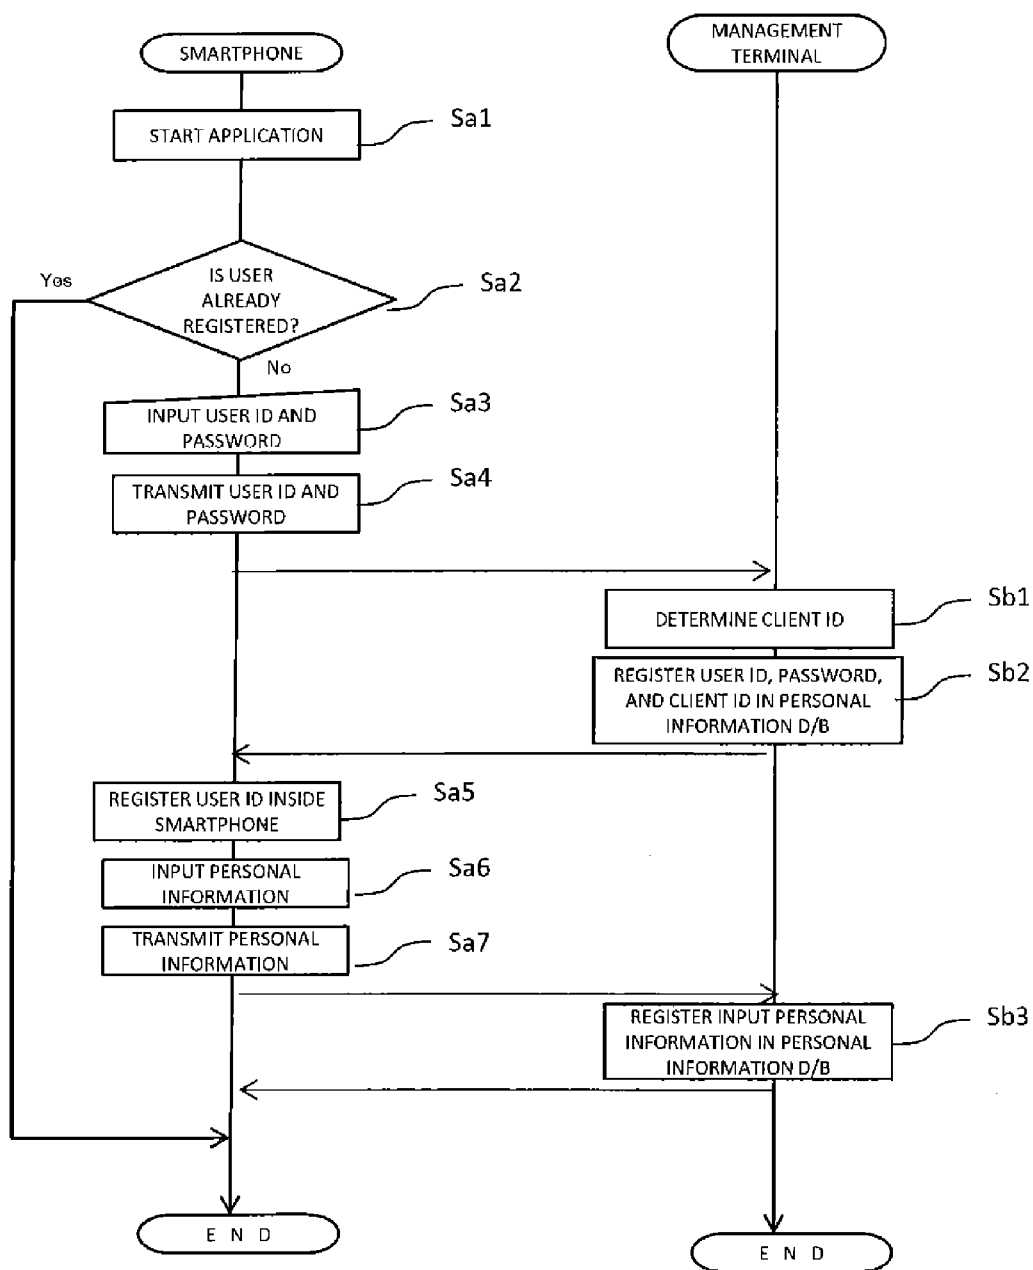 SMARTPHONE
MANAGEMENT
TERMINAL
START APPLICATION
Sa1
IS USER
ALREADY
REGISTERED?
Yes
Sa2
No
INPUT USER ID AND
PASSWORD
Sa3
TRANSMIT USER ID AND
PASSWORD
Sa4
DETERMINE CLIENT ID
Sb1
REGISTER USER ID, PASSWORD,
AND CLIENT ID IN PERSONAL
INFORMATION D/B
Sb2
REGISTER USER ID INSIDE
SMARTPHONE
Sa5
INPUT PERSONAL
INFORMATION
Sa6
TRANSMIT PERSONAL
INFORMATION
Sa7
REGISTER INPUT PERSONAL
INFORMATION IN PERSONAL
INFORMATION D/B
Sb3
E N D
E N D